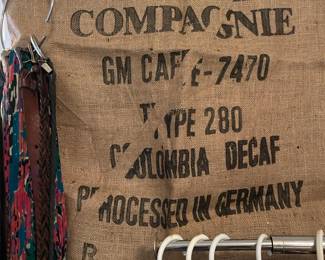 COMPAGNIE
GM CAFE-7470
TYPE 280
COLOMBIA DECAF
PROCESSED IN GERMANY